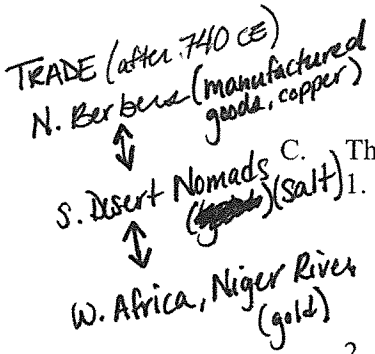 TRADE (after 740 CE)
N. Berbers (manufactured
goods, copper)
↕
S. Desert Nomads
(salt)
↕
W. Africa, Niger River
(gold)
C. Th
1.
2